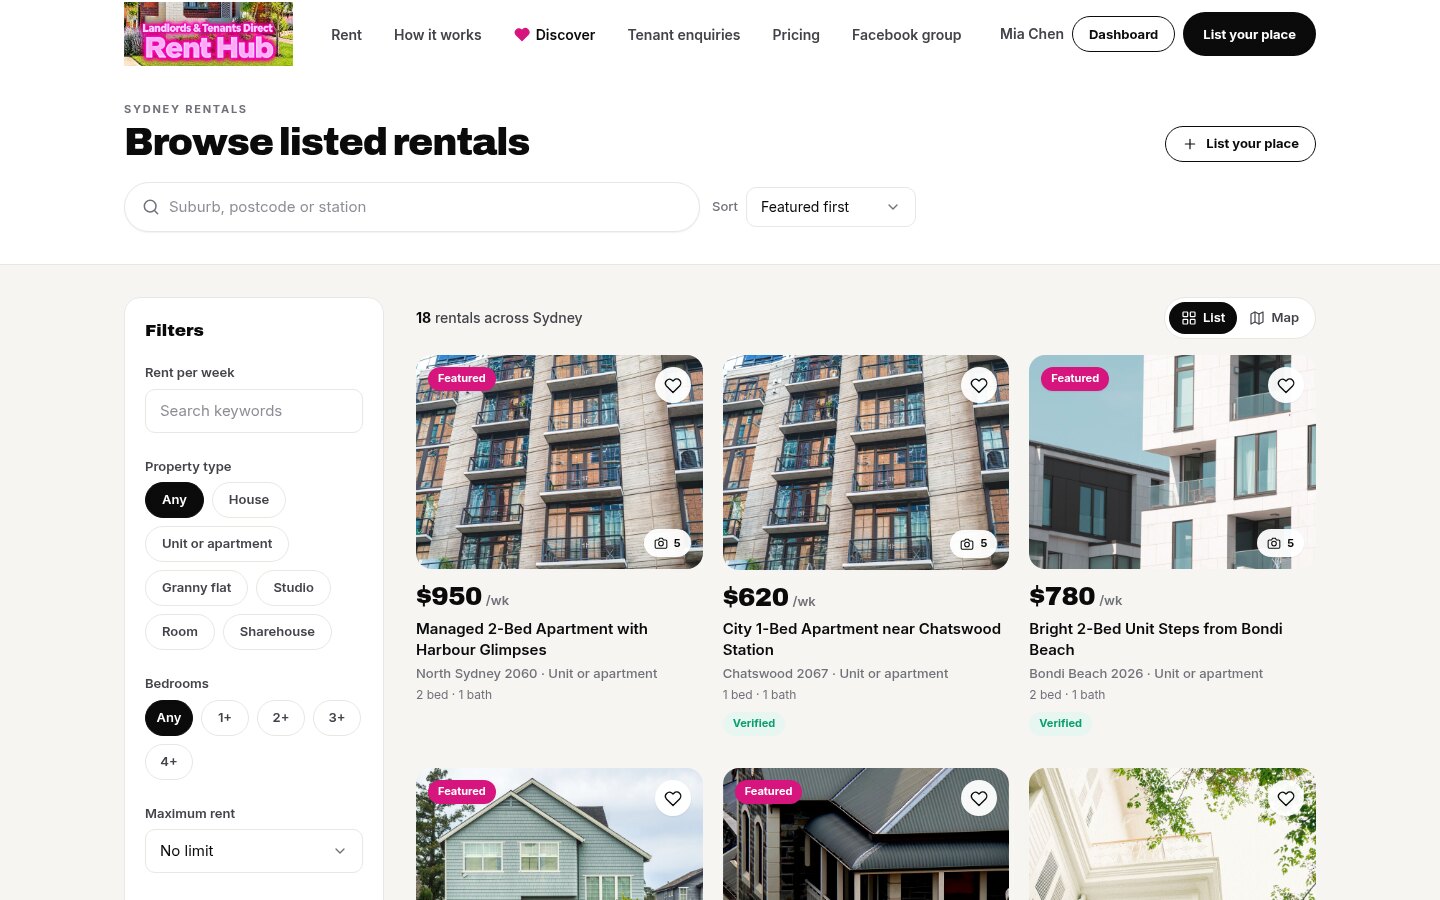 Landlords & Tenants Direct
Rent Hub
Rent
How it works
Discover
Tenant enquiries
Pricing
Facebook group
Mia Chen
Dashboard
List your place
SYDNEY RENTALS
Browse listed rentals
List your place
Suburb, postcode or station
Sort
Featured first
Filters
Rent per week
Search keywords
Property type
Any
House
Unit or apartment
Granny flat
Studio
Room
Sharehouse
Bedrooms
Any
1+
2+
3+
4+
Maximum rent
No limit
18 rentals across Sydney
List
Map
Featured
5
$950 /wk
Managed 2-Bed Apartment with
Harbour Glimpses
North Sydney 2060 · Unit or apartment
2 bed · 1 bath
5
$620 /wk
City 1-Bed Apartment near Chatswood
Station
Chatswood 2067 · Unit or apartment
1 bed · 1 bath
Verified
Featured
5
$780 /wk
Bright 2-Bed Unit Steps from Bondi
Beach
Bondi Beach 2026 · Unit or apartment
2 bed · 1 bath
Verified
Featured
Featured